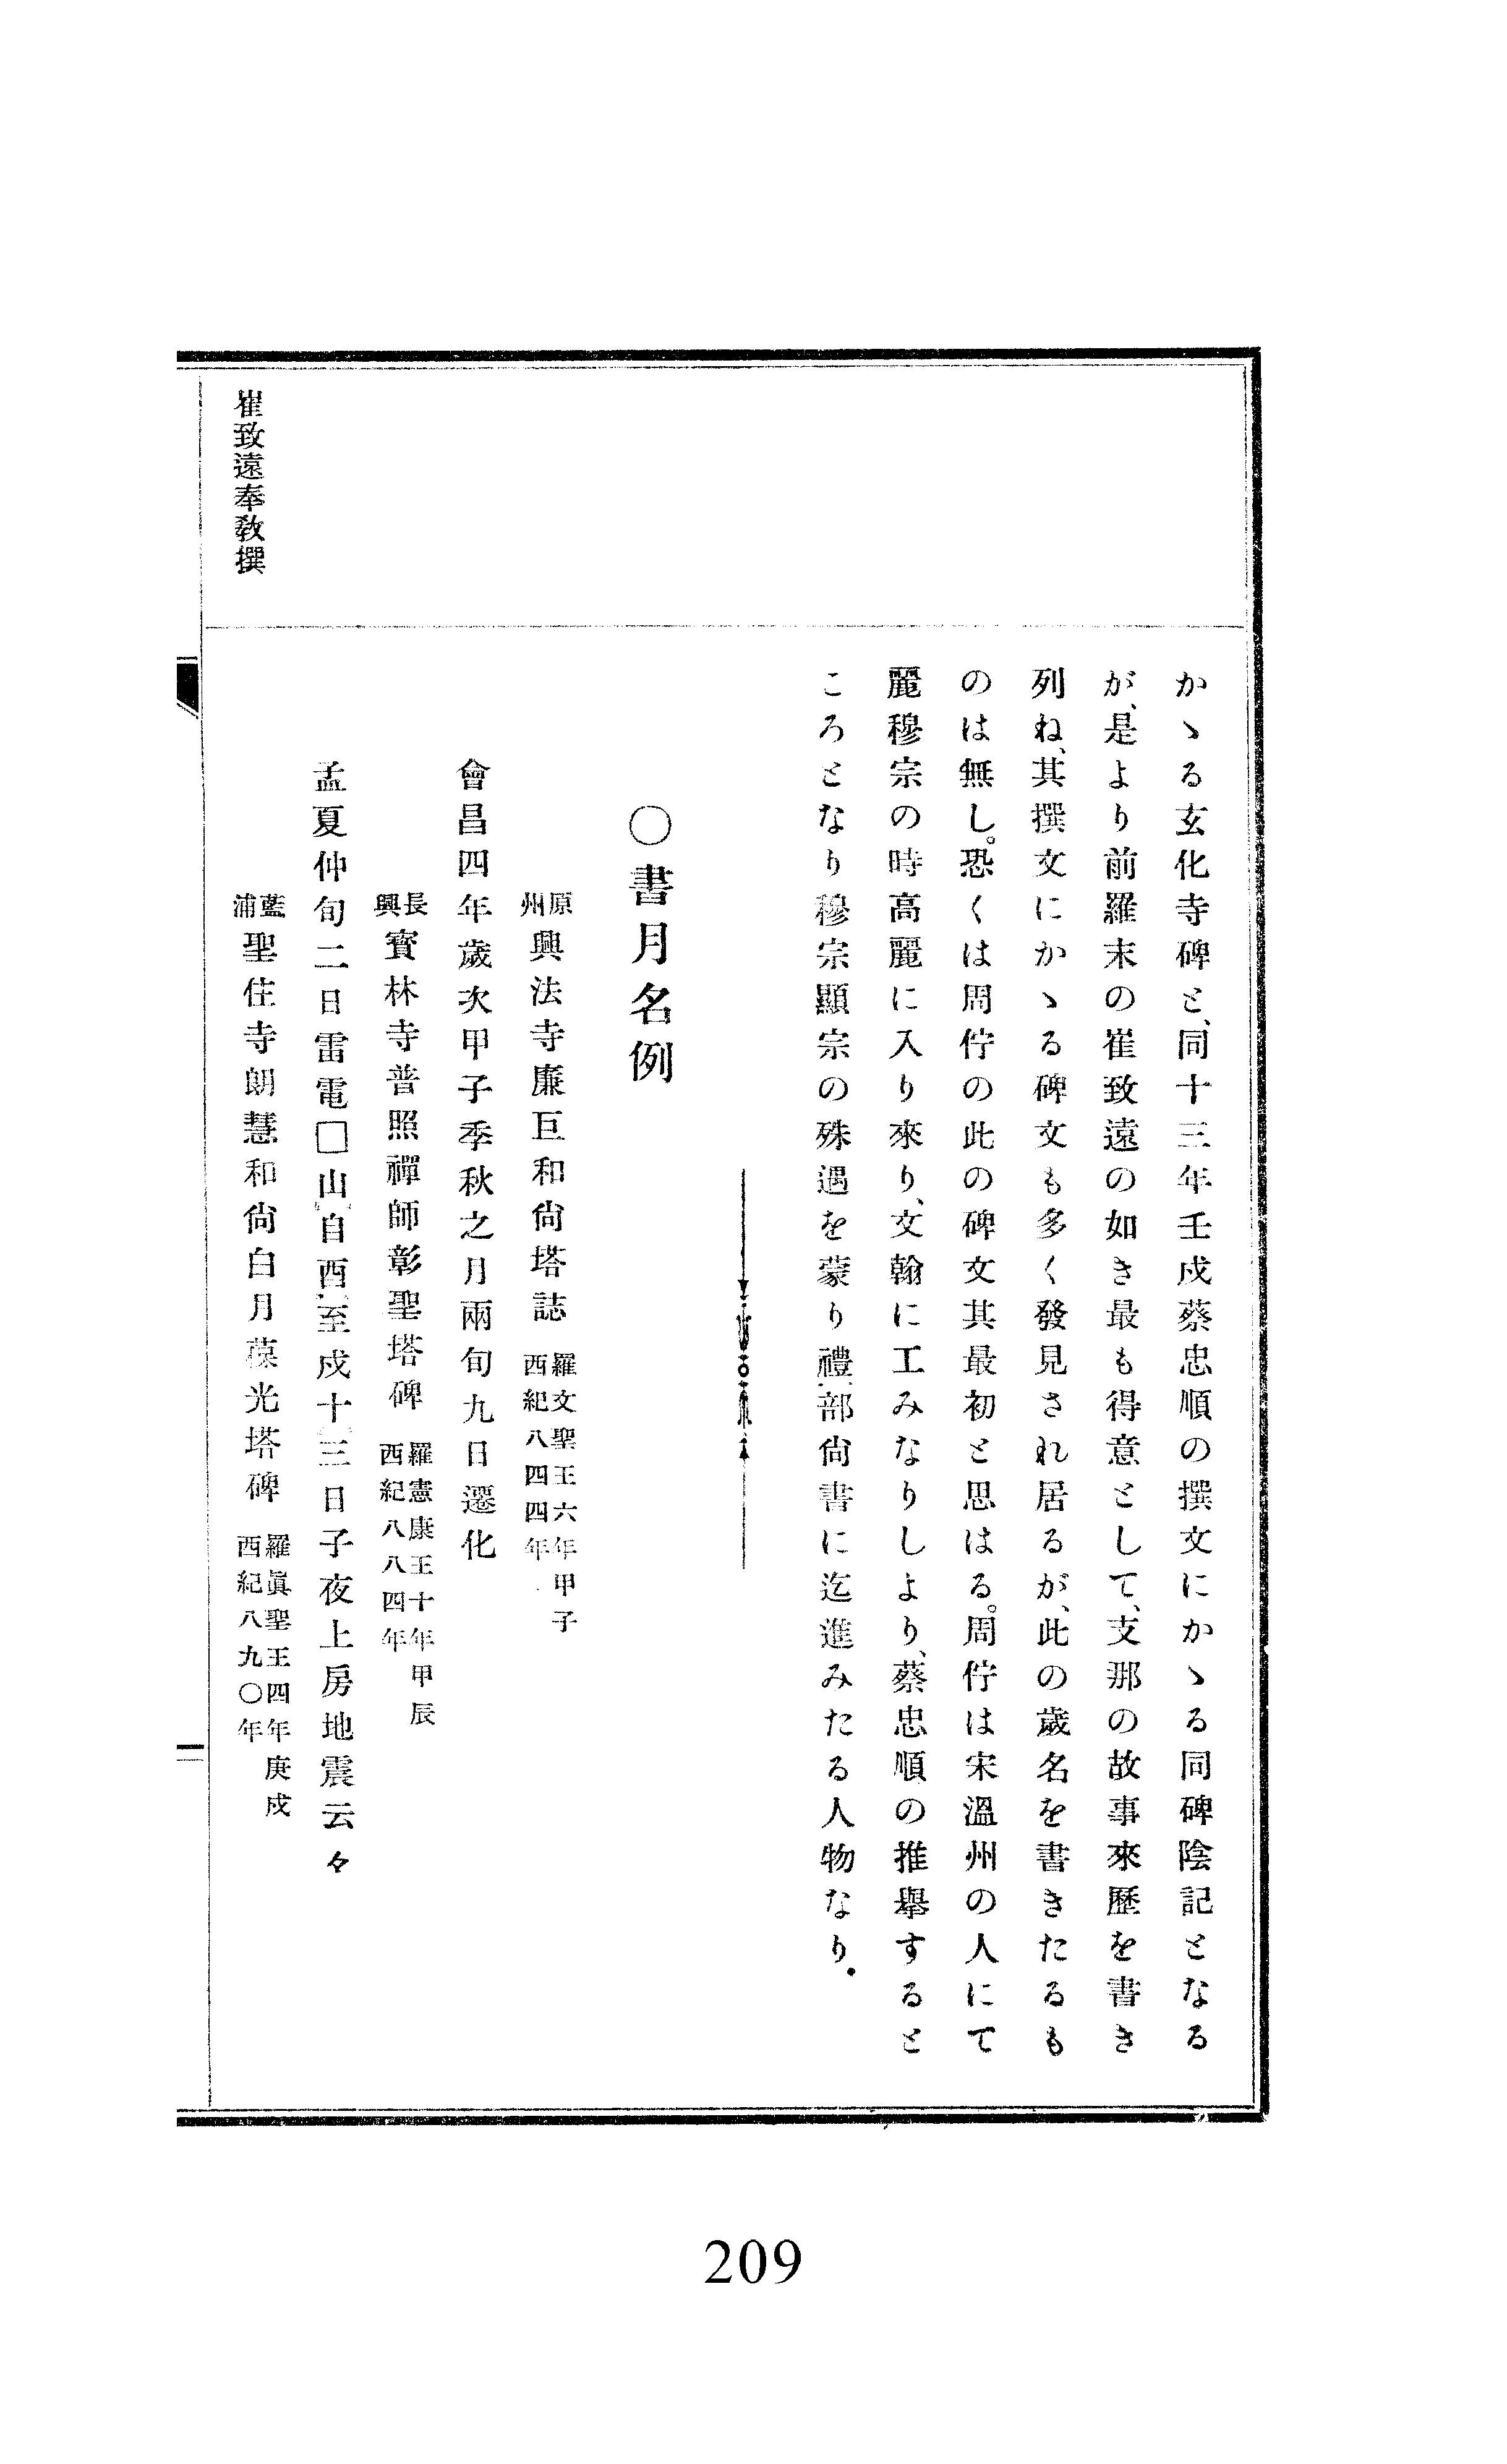 かゝる玄化寺碑と、同十三年壬戌蔡忠順の撰文にかゝる同碑陰記となる
が、是より前羅末の崔致遠の如き最も得意として、支那の故事來歷を書き
列ね、其撰文にかゝる碑文も多く發見され居るが、此の歲名を書きたるも
のは無し。恐くは周佇の此の碑文其最初と思はる。周佇は宋溫州の人にて
麗穆宗の時高麗に入り來り、文翰に工みなりしより、蔡忠順の推擧すると
ころとなり穆宗顯宗の殊遇を蒙り禮部尙書に迄進みたる人物なり.
○書月名例
原州興法寺廉巨和尙塔誌 羅文聖王六年甲子 西紀八四四年
會昌四年歲次甲子季秋之月兩旬九日遷化
長興寳林寺普照禪師彰聖塔碑 羅憲康王十年甲辰 西紀八八四年
孟夏仲旬二日雷電□山自酉至戌十三日子夜上房地震云々
崔致遠奉敎撰
藍浦聖住寺朗慧和尙白月葆光塔碑 羅眞聖王四年庚戌 西紀八九〇年
二
209